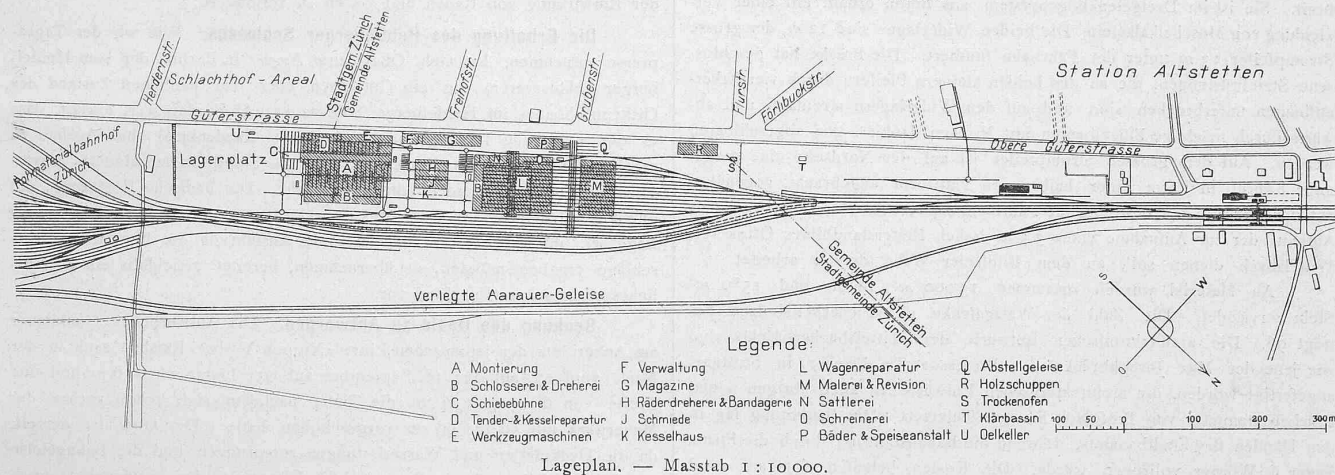 Station Altstetten
Herdernstr.
Schlachthof-Areal
Stadtgem Zürich
Gemeinde Altstetten
Freihofstr.
Grubenstr.
Flurstr.
Förlibuckstr.
Güterstrasse
Obere Güterstrasse
Rohmaterialbahnhof
Zürich
Lagerplatz
U
C
D
E
A
B
F
G
H
J
K
P
N
O
Q
B
L
M
R
S
T
Verlegte Aarauer-Geleise
Gemeinde Altstetten
Stadtgemeinde Zürich
S
O
W
N
Legende:
A Montierung
B Schlosserei & Dreherei
C Schiebebühne
D Tender- & Kesselreparatur
E Werkzeugmaschinen
F Verwaltung
G Magazine
H Räderdreherei & Bandagerie
J Schmiede
K Kesselhaus
L Wagenreparatur
M Malerei & Revision
N Sattlerei
O Schreinerei
P Bäder & Speiseanstalt
Q Abstellgeleise
R Holzschuppen
S Trockenofen
T Klärbassin
U Oelkeller
100 50 0 100 200 300 m
Lageplan. — Masstab 1 : 10 000.